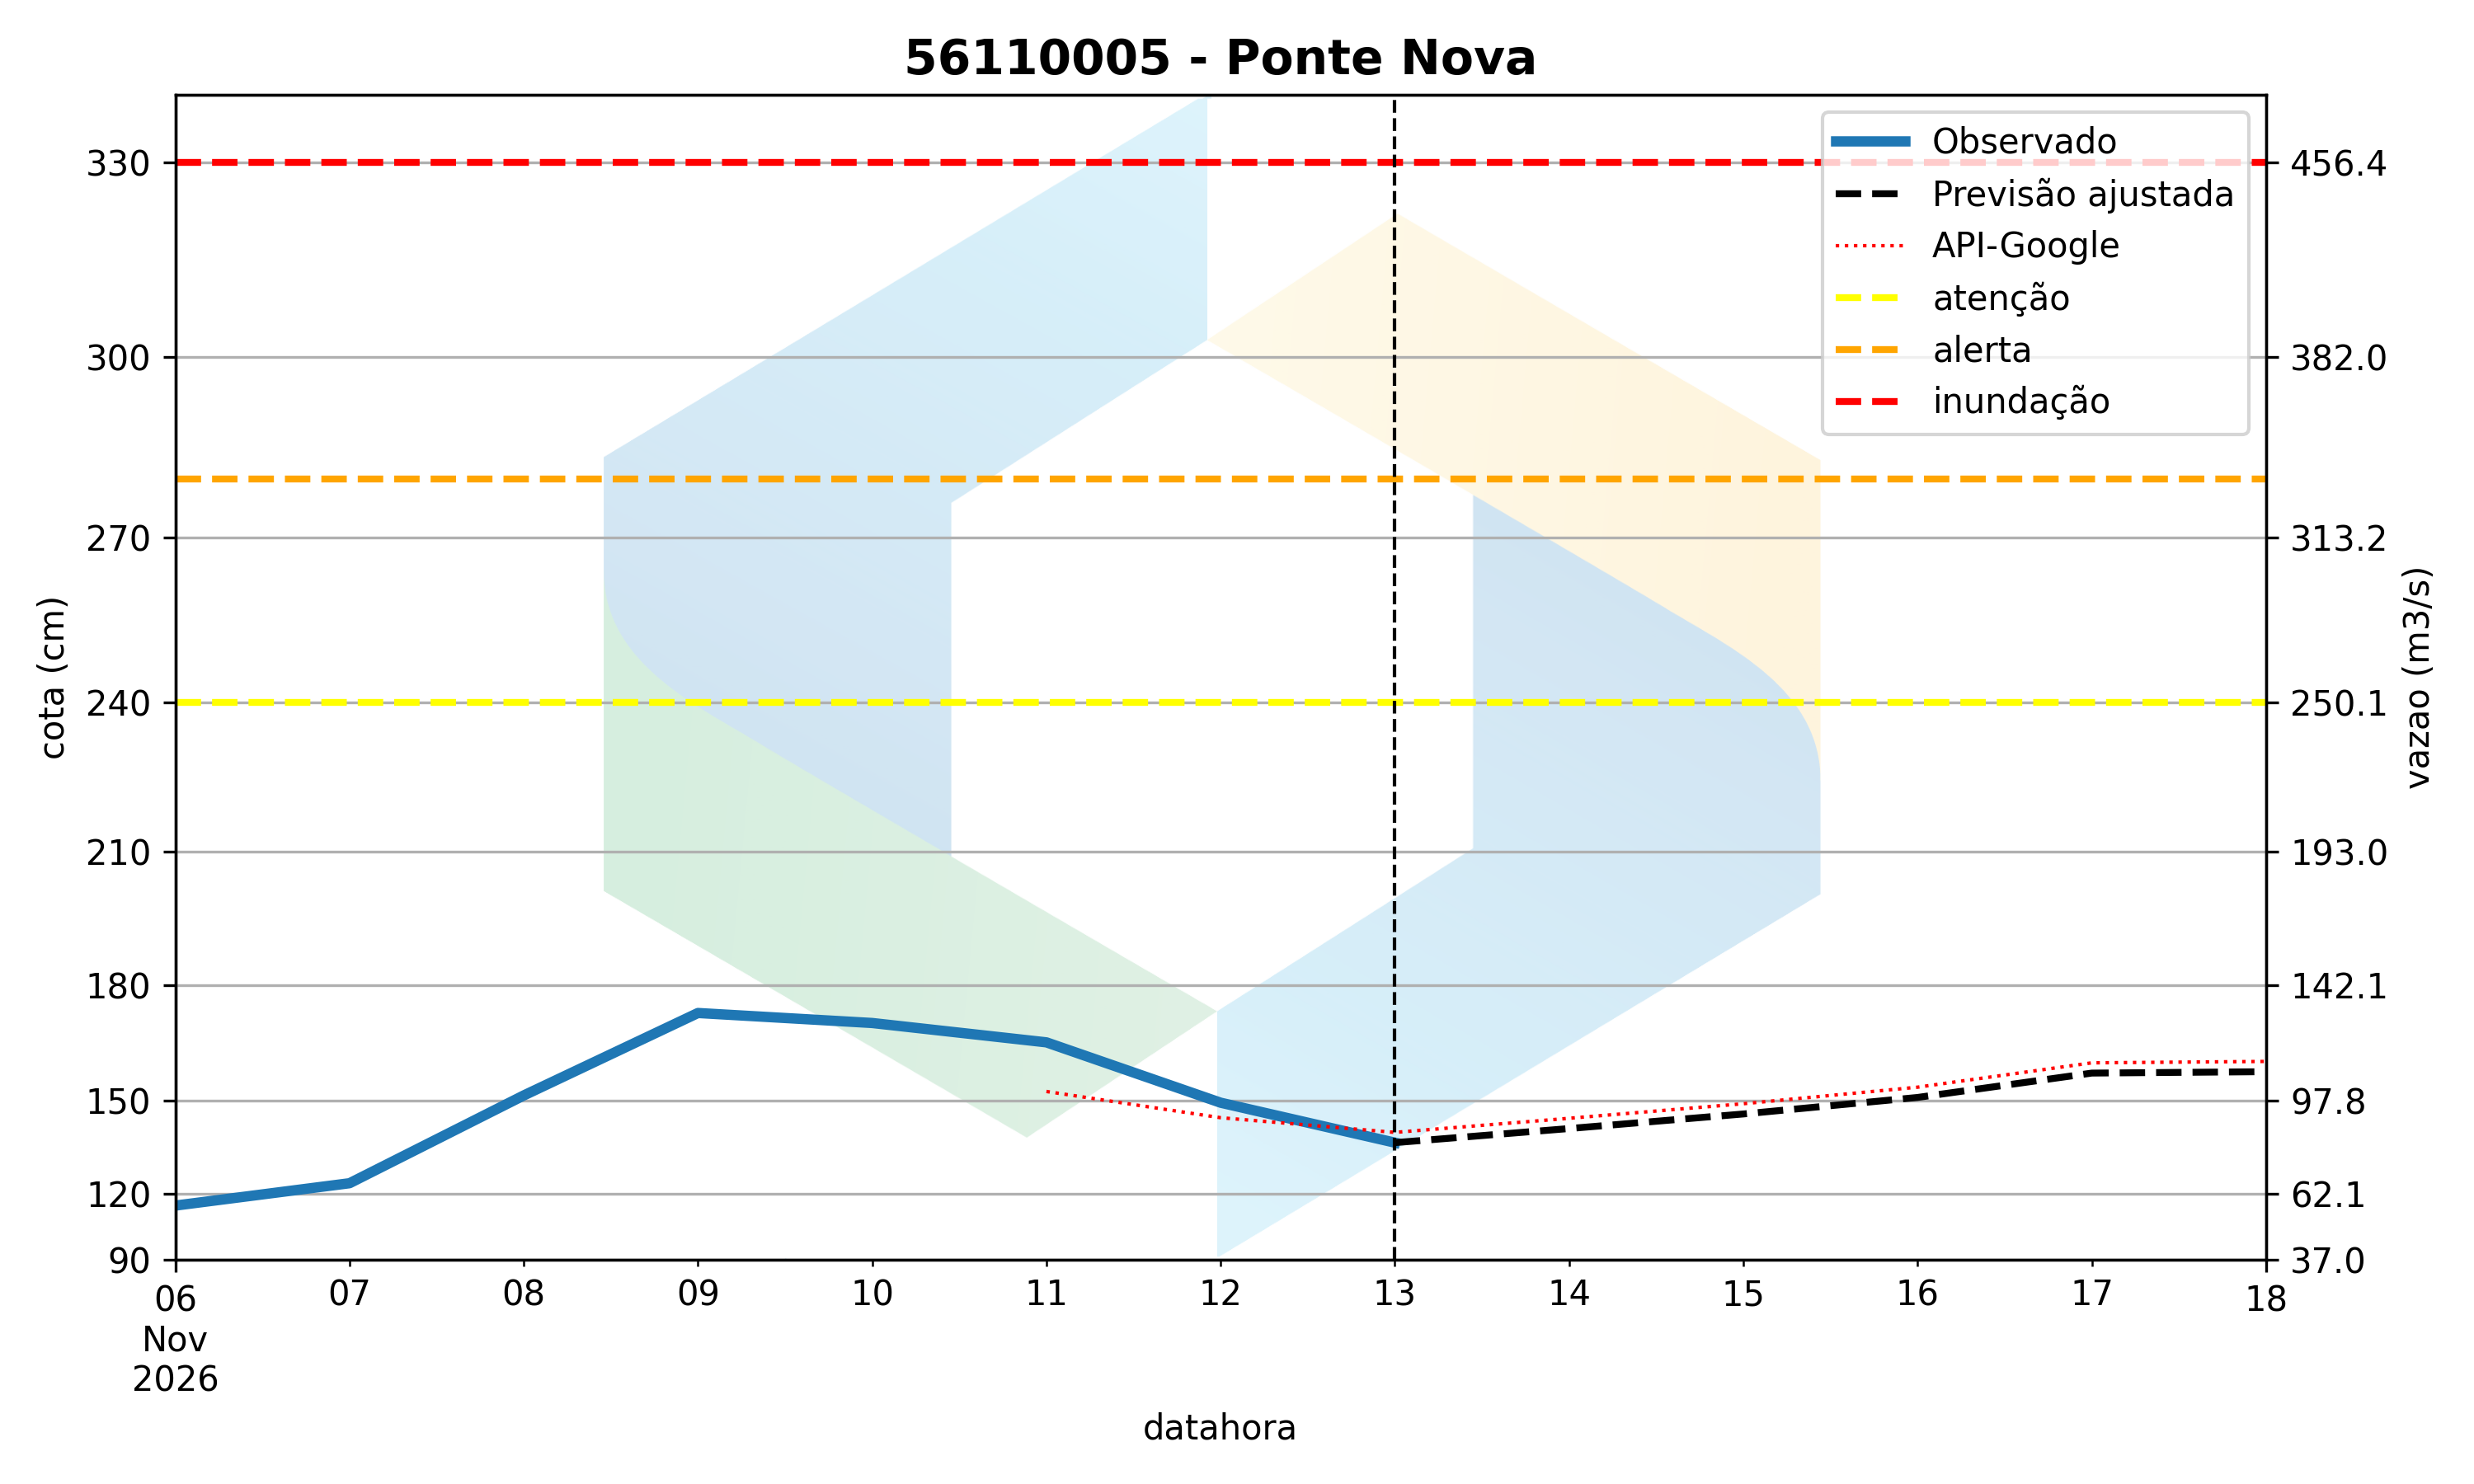 56110005 - Ponte Nova
Observado
Previsão ajustada
API-Google
atenção
alerta
inundação
330
300
270
240
210
180
150
120
90
cota (cm)
456.4
382.0
313.2
250.1
193.0
142.1
97.8
62.1
37.0
vazao (m3/s)
06 07 08 09 10 11 12 13 14 15 16 17 18
Nov
2026
datahora